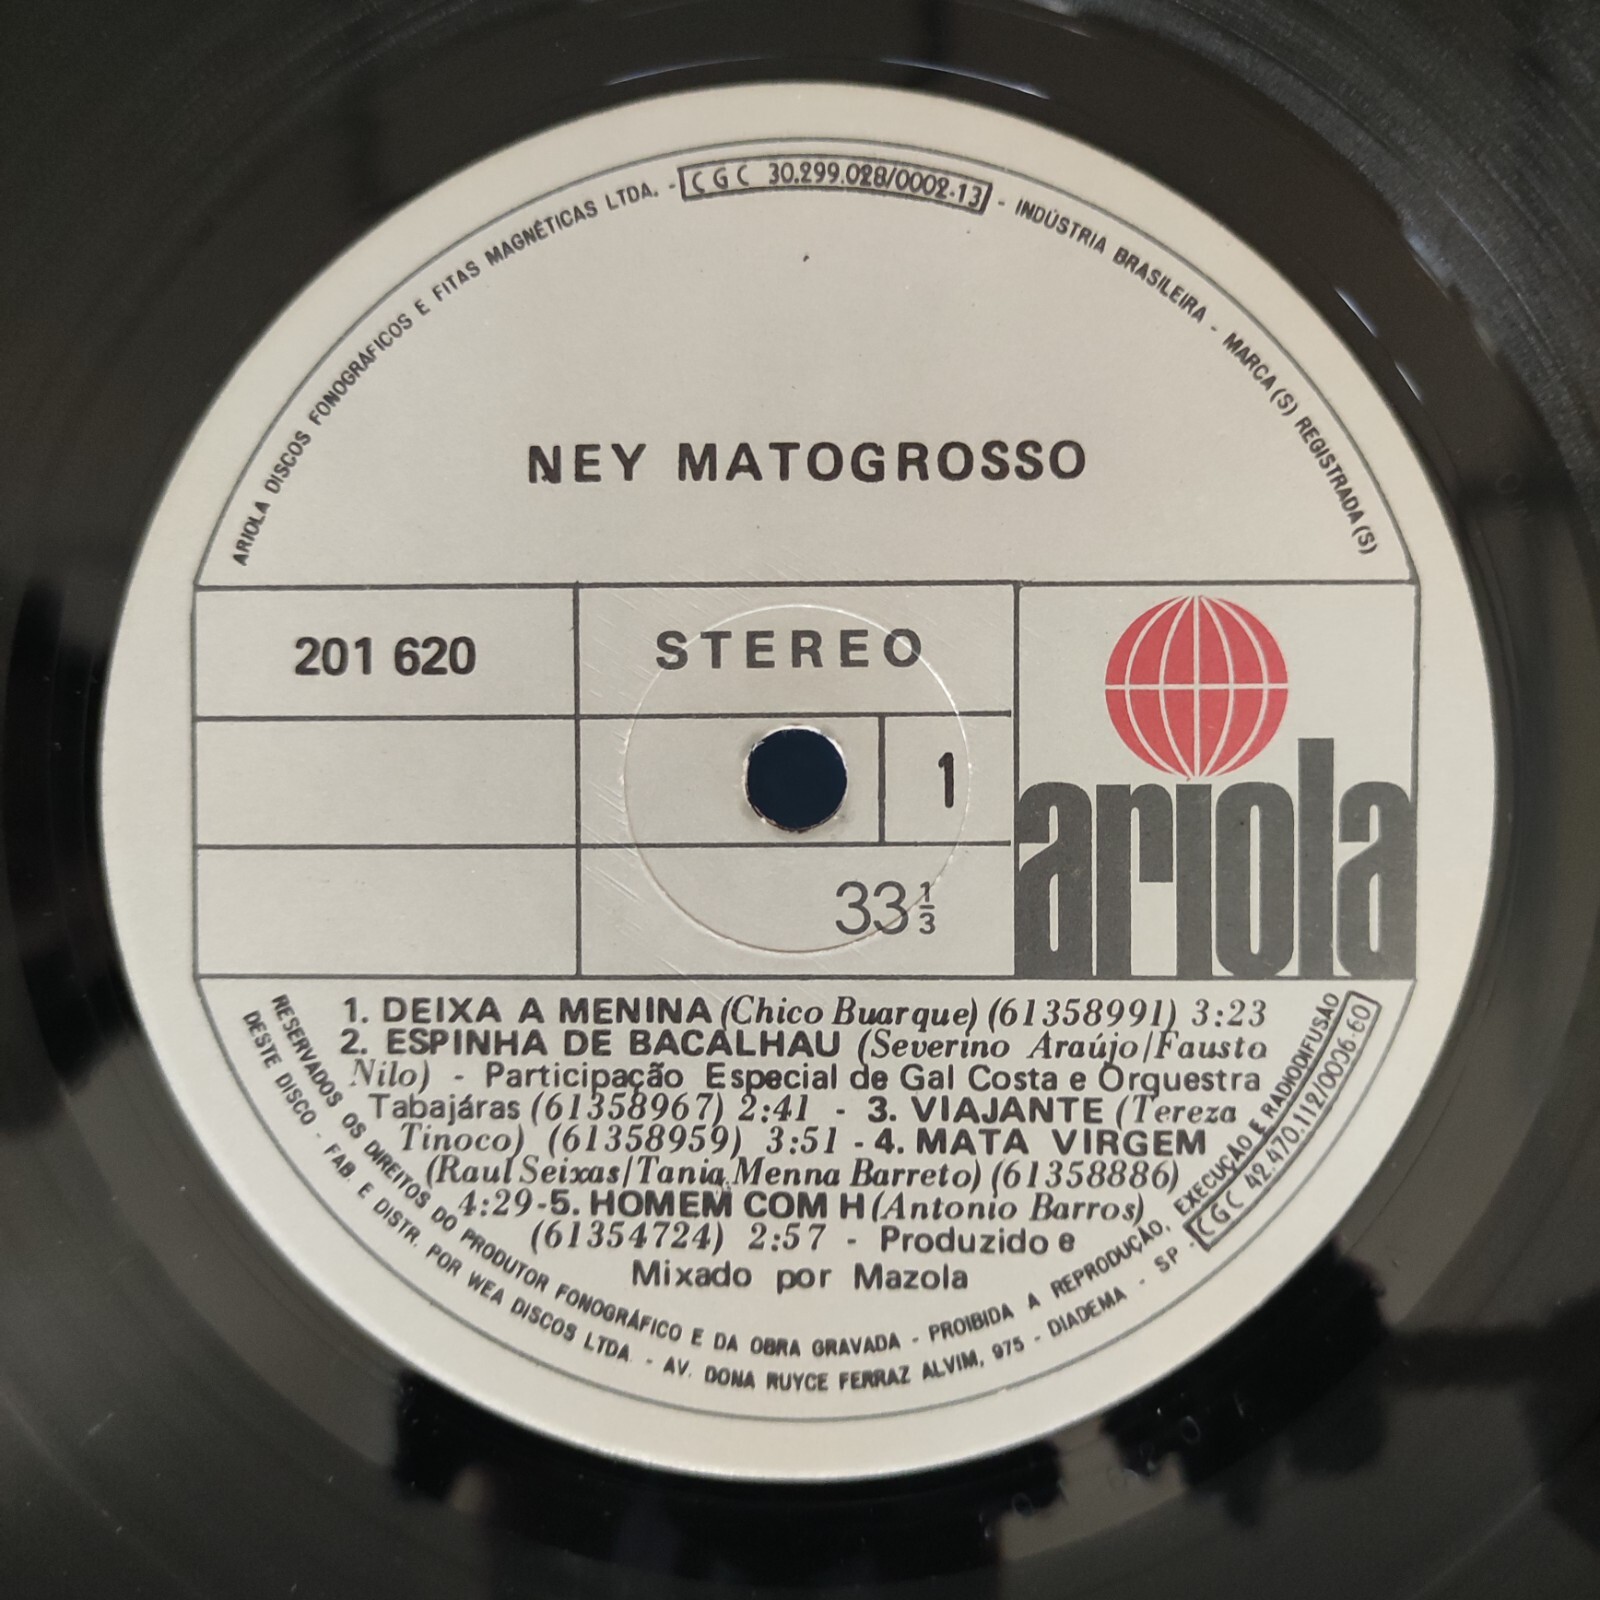 ARIOLA DISCOS FONOGRÁFICOS E FITAS MAGNÉTICAS LTDA. - CGC 30.299.028/0002-13 - INDÚSTRIA BRASILEIRA - MARCA(S) REGISTRADA(S)
NEY MATOGROSSO
201 620
STEREO
1
33 1/3
ariola
1. DEIXA A MENINA (Chico Buarque) (61358991) 3:23
2. ESPINHA DE BACALHAU (Severino Araújo/Fausto
Nilo) - Participação Especial de Gal Costa e Orquestra
Tabajáras (61358967) 2:41 - 3. VIAJANTE (Tereza
Tinoco) (61358959) 3:51 - 4. MATA VIRGEM
(Raul Seixas/Tania Menna Barreto) (61358886)
4:29-5. HOMEM COM H (Antonio Barros)
(61354724) 2:57 - Produzido e
Mixado por Mazola
RESERVADOS OS DIREITOS DO PRODUTOR FONOGRÁFICO E DA OBRA GRAVADA - PROIBIDA A REPRODUÇÃO, EXECUÇÃO E RADIODIFUSÃO
DESTE DISCO - FAB. E DISTR. POR WEA DISCOS LTDA. - AV. DONA RUYCE FERRAZ ALVIM, 975 - DIADEMA - SP - CGC 42.470.112/0006-60